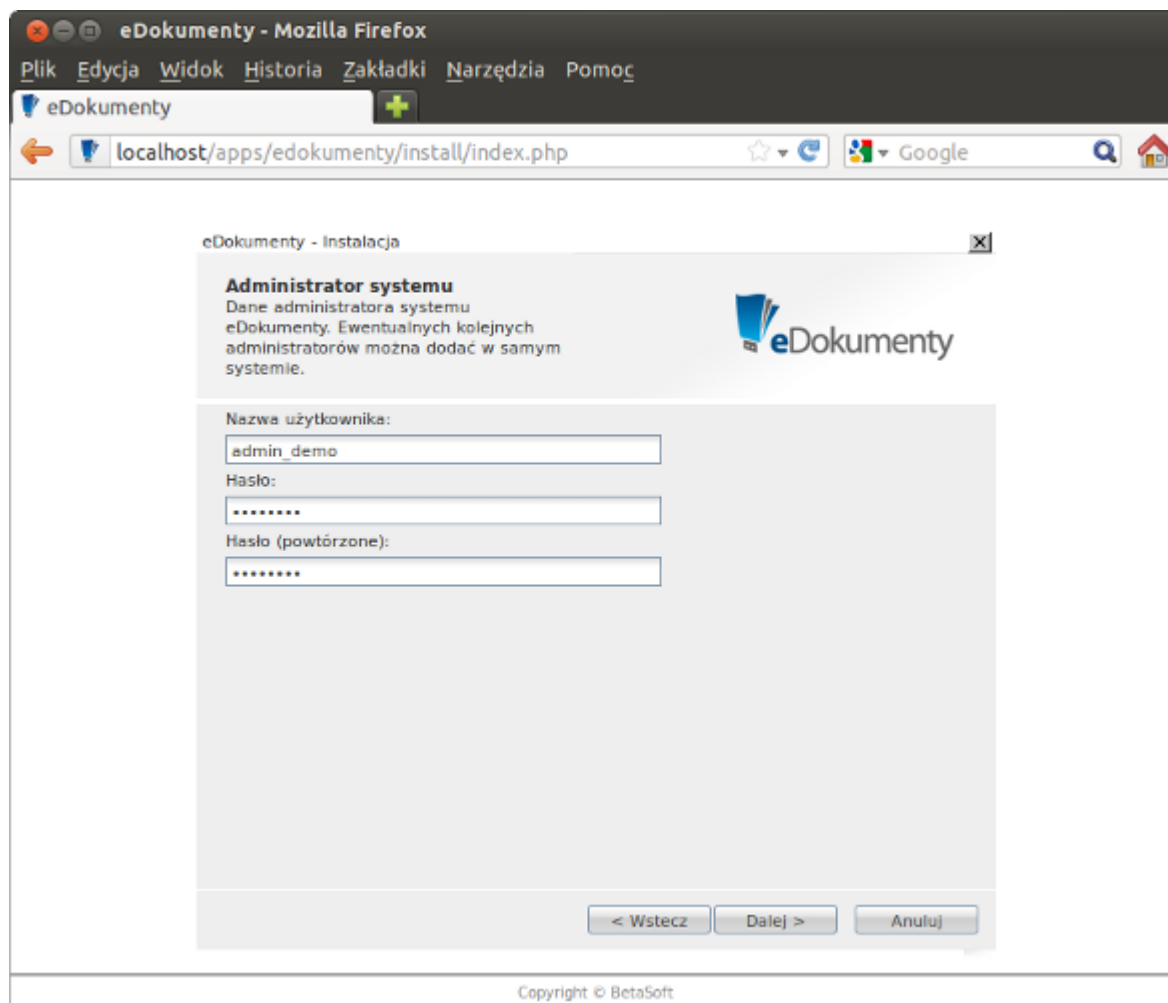 eDokumenty - Mozilla Firefox
Plik Edycja Widok Historia Zakładki Narzędzia Pomoc
eDokumenty
localhost/apps/edokumenty/install/index.php
Google
eDokumenty - Instalacja
Administrator systemu
Dane administratora systemu
eDokumenty. Ewentualnych kolejnych
administratorów można dodać w samym
systemie.
eDokumenty
Nazwa użytkownika:
admin_demo
Hasło:
••••••••
Hasło (powtórzone):
••••••••
< Wstecz Dalej > Anuluj
Copyright © BetaSoft